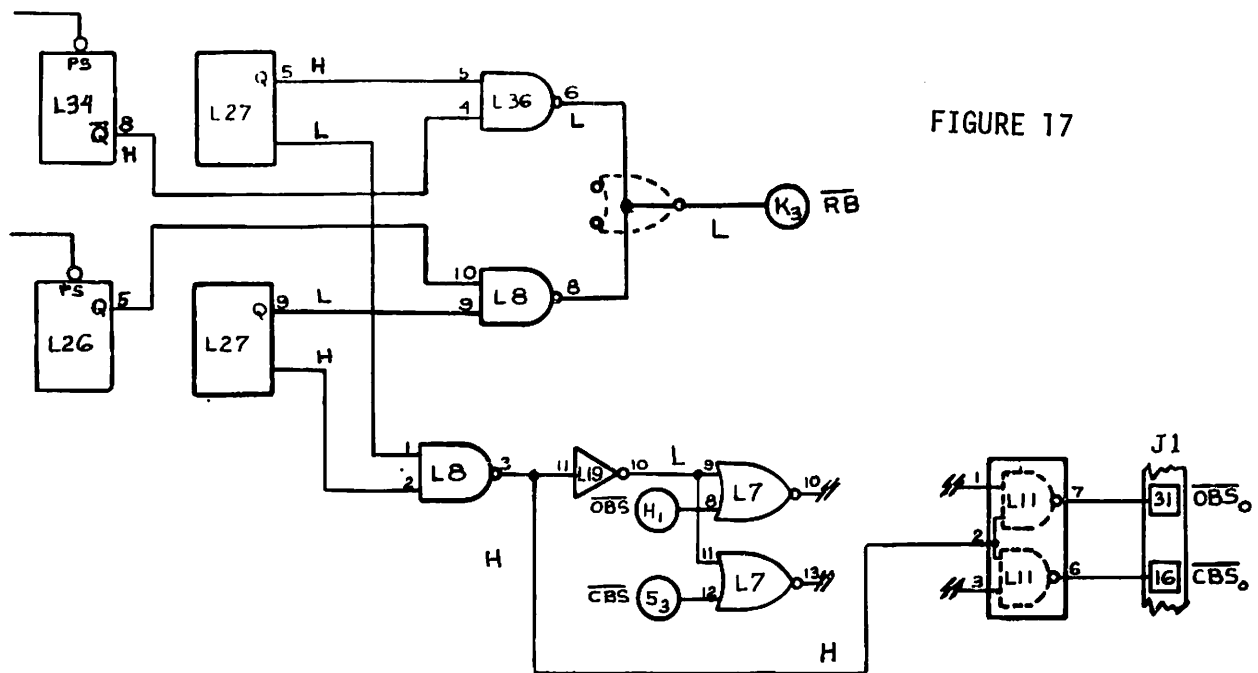 FIGURE 17
PS
L34
Q̅
8
H
L27
Q
5
H
L
5
4
L36
6
L
K3
R̅B̅
L
PS
L26
Q
5
L27
Q
9
L
H
10
9
L8
8
1
2
L8
3
H
11
L19
10
L
O̅B̅S̅
H1
9
8
L7
10
C̅B̅S̅
S3
11
12
L7
13
H
1
2
3
L11
7
L11
6
J1
31
O̅B̅S̅0
16
C̅B̅S̅0